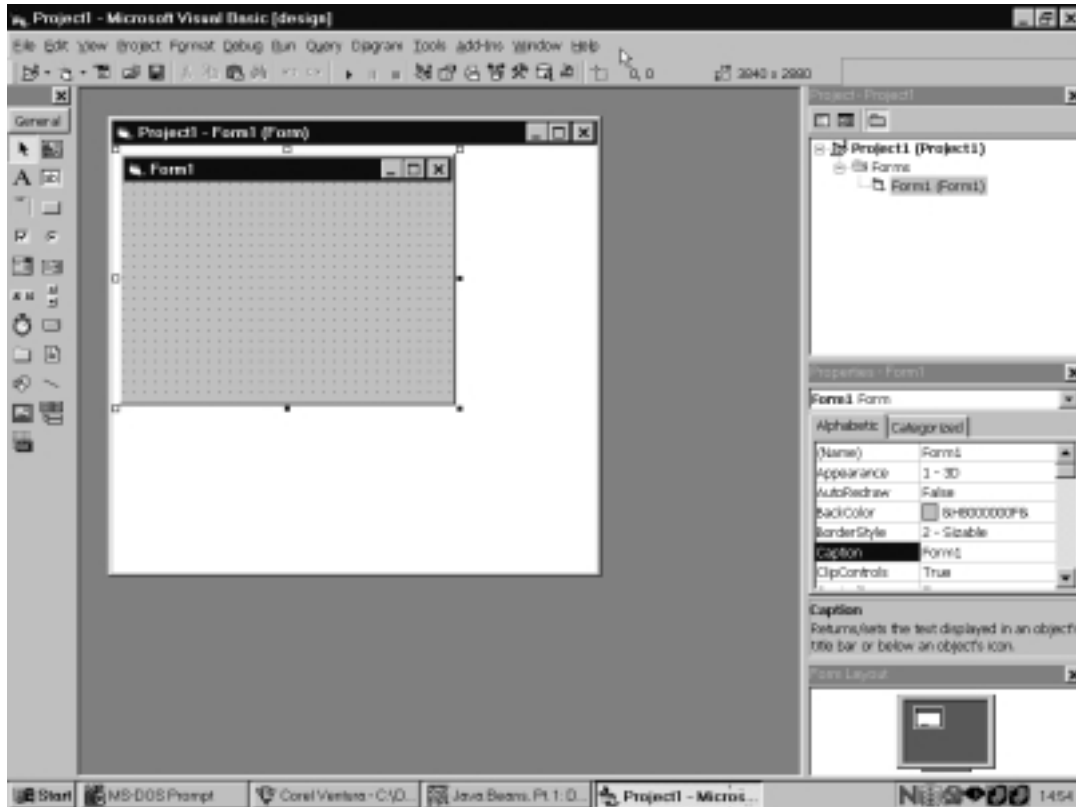 Project1 - Microsoft Visual Basic [design]
File Edit View Project Format Debug Run Query Diagram Tools Add-Ins Window Help
0, 0 3840 x 2880
General
Project1 - Form1 (Form)
Form1
Project - Project1
Project1 (Project1)
Forms
Form1 (Form1)
Properties - Form1
Form1 Form
Alphabetic Categorized
(Name) Form1
Appearance 1 - 3D
AutoRedraw False
BackColor &H8000000F&
BorderStyle 2 - Sizable
Caption Form1
ClipControls True
Caption
Returns/sets the text displayed in an object's
title bar or below an object's icon.
Form Layout
Start MS-DOS Prompt Corel Ventura - C:\D... Java Beans. Pt 1: D... Project1 - Micros... 14:54